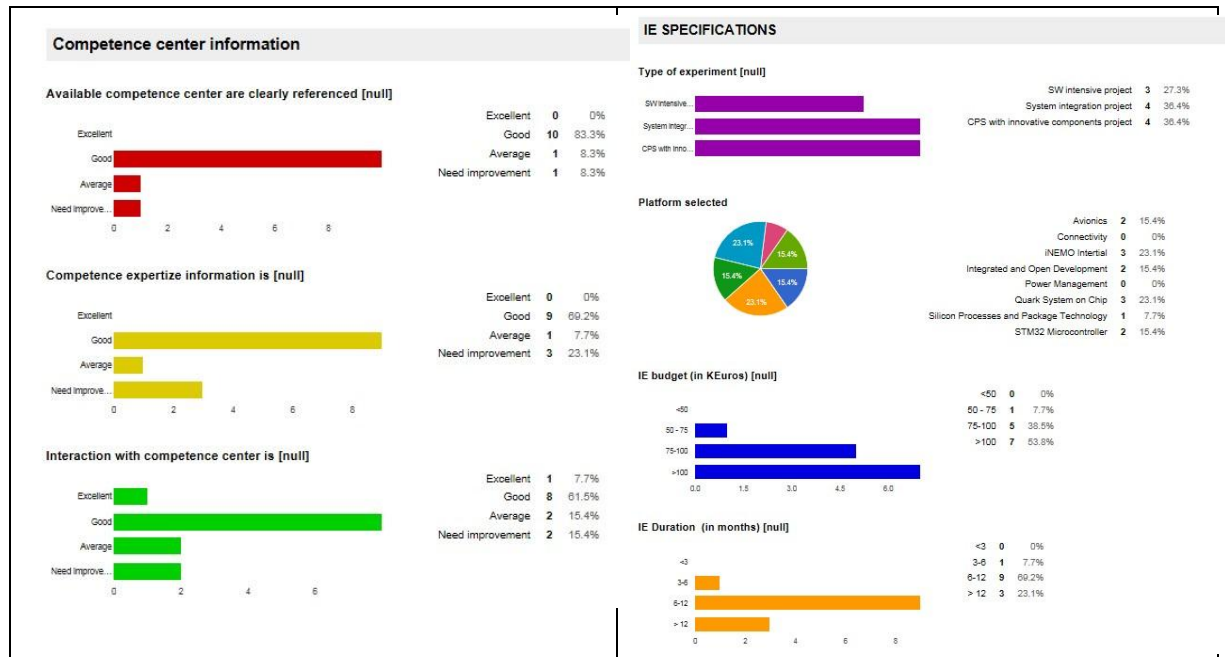 Competence center information
Available competence center are clearly referenced [null]
Excellent
Good
Average
Need Improve...
0 2 4 6 8
Excellent 0 0%
Good 10 83.3%
Average 1 8.3%
Need improvement 1 8.3%
Competence expertize information is [null]
Excellent
Good
Average
Need Improve...
0 2 4 6 8
Excellent 0 0%
Good 9 69.2%
Average 1 7.7%
Need improvement 3 23.1%
Interaction with competence center is [null]
Excellent
Good
Average
Need Improve...
0 2 4 6
Excellent 1 7.7%
Good 8 61.5%
Average 2 15.4%
Need improvement 2 15.4%
IE SPECIFICATIONS
Type of experiment [null]
SW intensive...
System integr...
CPS with inno...
SW intensive project 3 27.3%
System integration project 4 36.4%
CPS with innovative components project 4 36.4%
Platform selected
23.1%
15.4%
15.4%
15.4%
23.1%
Avionics 2 15.4%
Connectivity 0 0%
iNEMO Intertial 3 23.1%
Integrated and Open Development 2 15.4%
Power Management 0 0%
Quark System on Chip 3 23.1%
Silicon Processes and Package Technology 1 7.7%
STM32 Microcontroller 2 15.4%
IE budget (in KEuros) [null]
<50
50 - 75
75-100
>100
0.0 1.5 3.0 4.5 6.0
<50 0 0%
50 - 75 1 7.7%
75-100 5 38.5%
>100 7 53.8%
IE Duration (in months) [null]
<3
3-6
6-12
> 12
0 2 4 6 8
<3 0 0%
3-6 1 7.7%
6-12 9 69.2%
> 12 3 23.1%